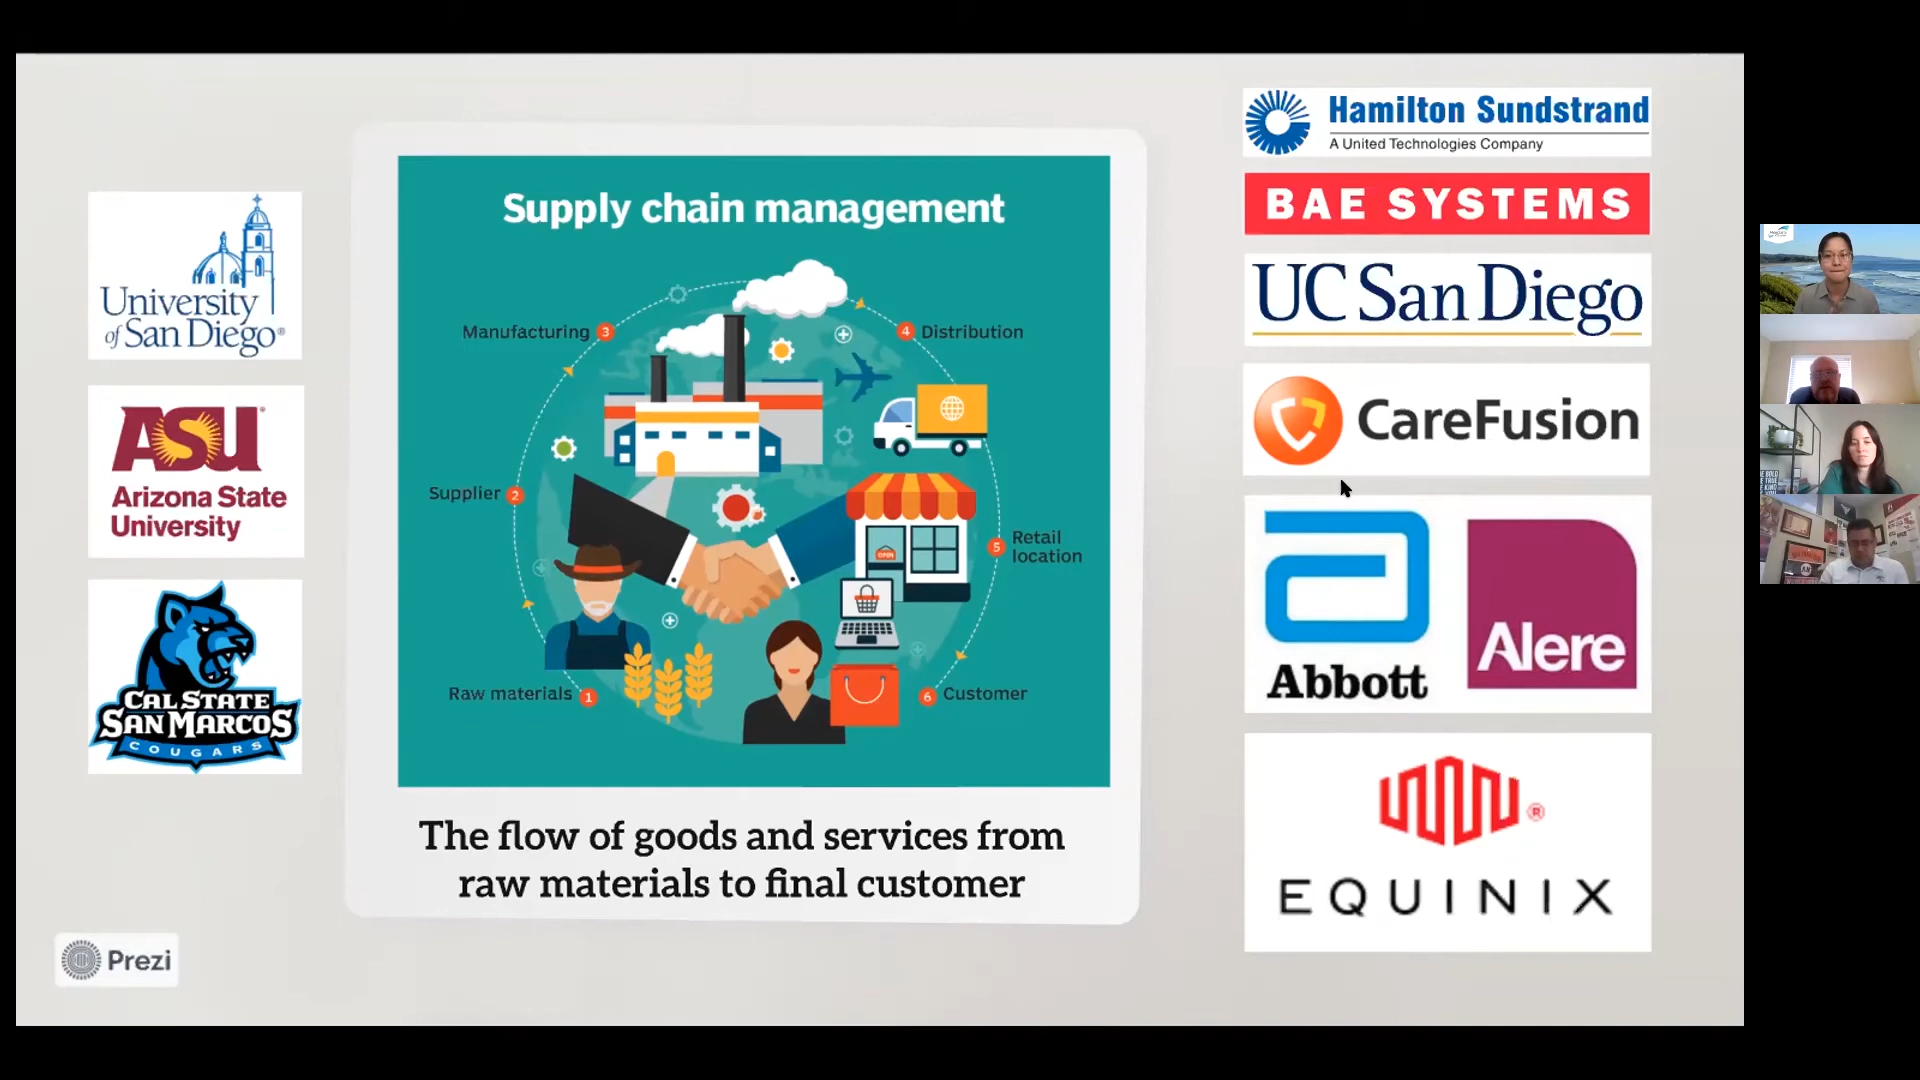 University
of San Diego®
ASU
Arizona State
University
CAL STATE
SAN MARCOS
COUGARS
Prezi
Supply chain management
Manufacturing 3
4 Distribution
Supplier 2
OPEN
5 Retail
location
Raw materials 1
6 Customer
The flow of goods and services from
raw materials to final customer
Hamilton Sundstrand
A United Technologies Company
BAE SYSTEMS
UC San Diego
CareFusion
Abbott
Alere
®
EQUINIX